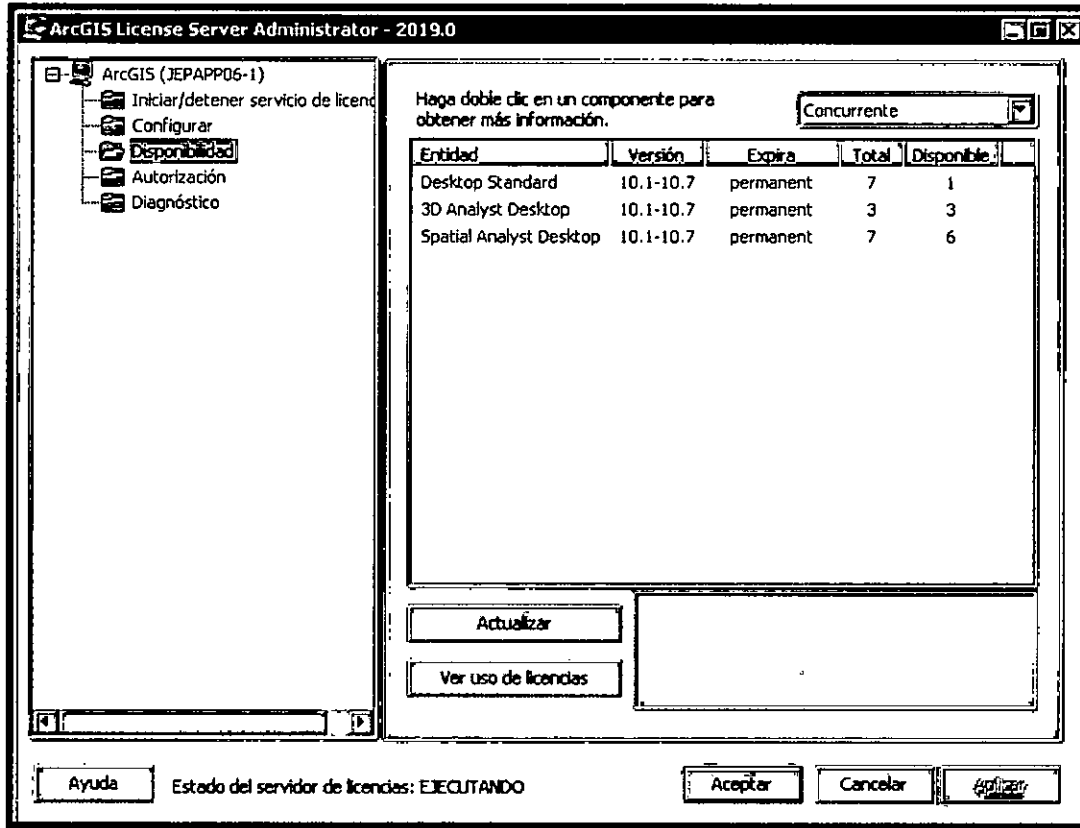 ArcGIS License Server Administrator - 2019.0
ArcGIS (JEPAPP06-1)
Iniciar/detener servicio de licenc
Configurar
Disponibilidad
Autorización
Diagnóstico
Haga doble clic en un componente para
obtener más información.
Concurrente
Entidad Versión Expira Total Disponible
Desktop Standard 10.1-10.7 permanent 7 1
3D Analyst Desktop 10.1-10.7 permanent 3 3
Spatial Analyst Desktop 10.1-10.7 permanent 7 6
Actualizar
Ver uso de licencias
Ayuda Estado del servidor de licencias: EJECUTANDO Aceptar Cancelar Aplicar